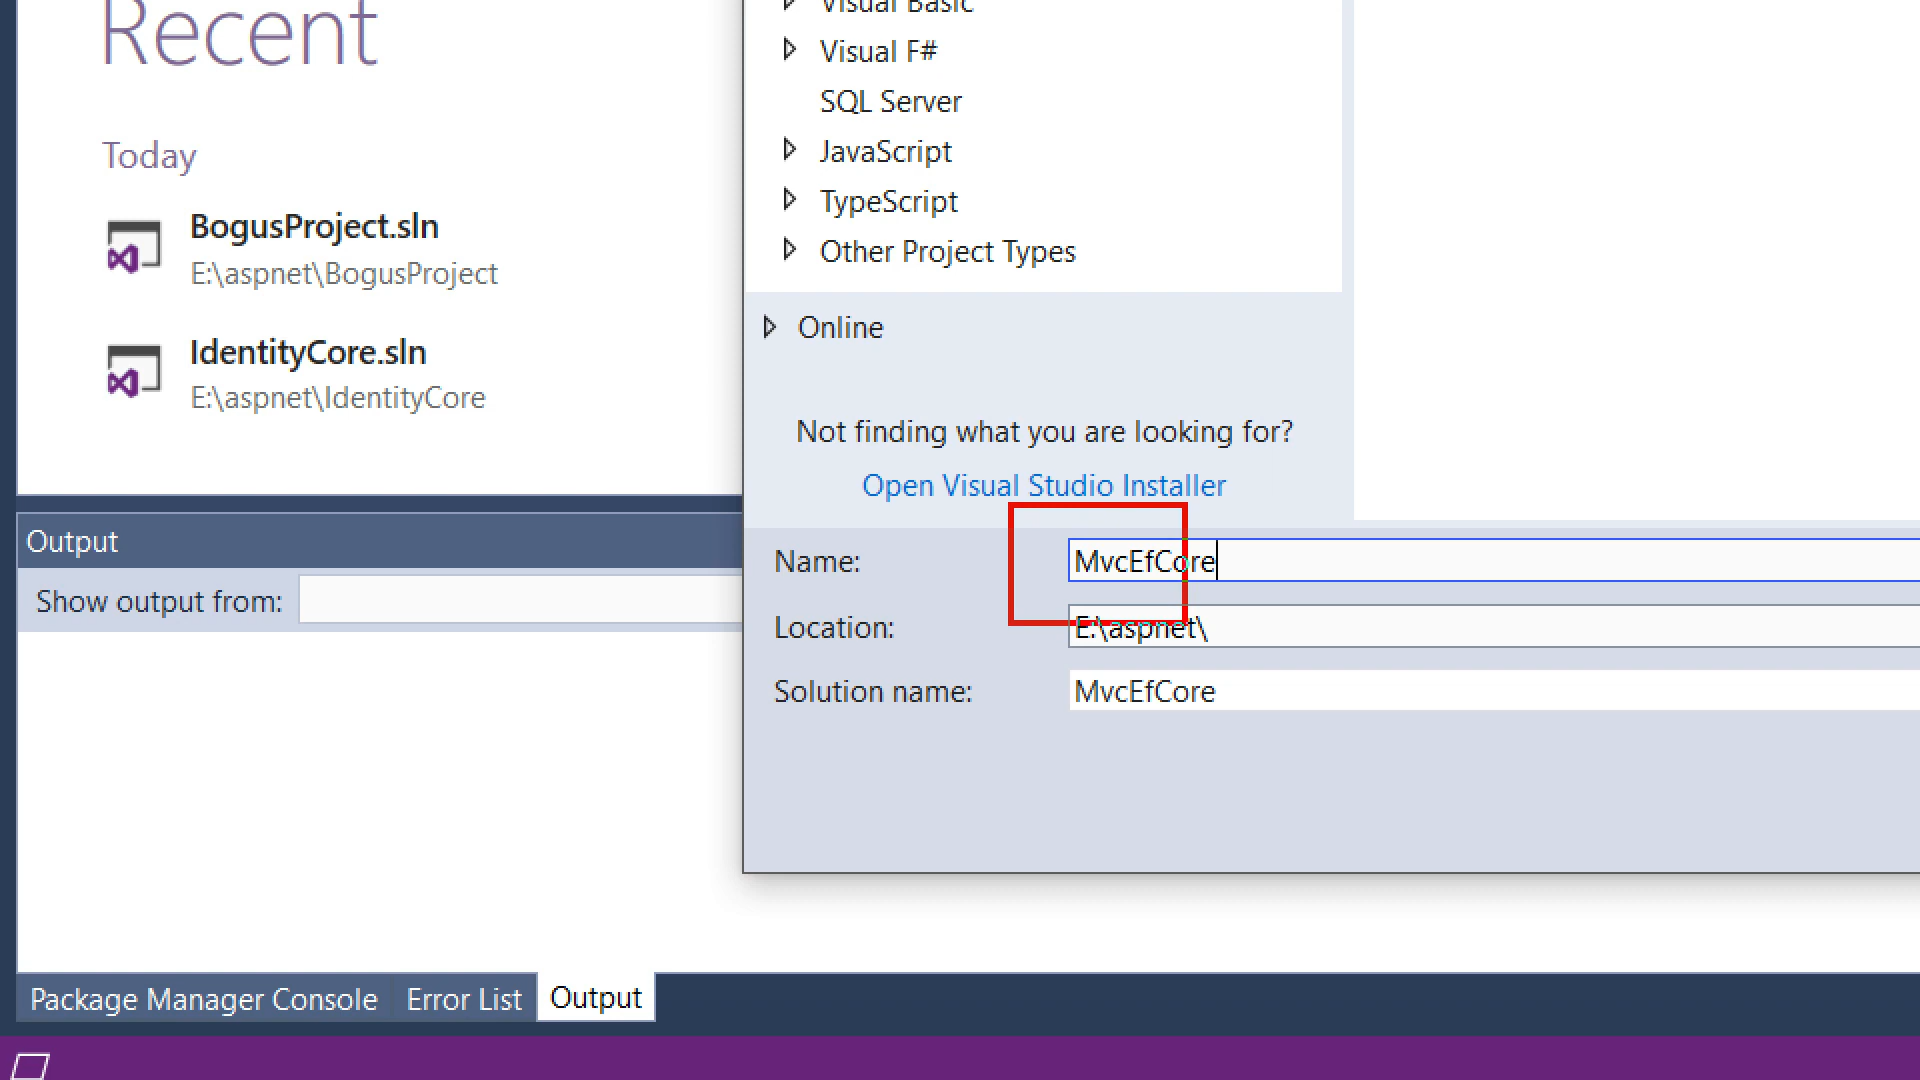 Recent
Today
BogusProject.sln
E:\aspnet\BogusProject
IdentityCore.sln
E:\aspnet\IdentityCore
Visual Basic
Visual F#
SQL Server
JavaScript
TypeScript
Other Project Types
Online
Not finding what you are looking for?
Open Visual Studio Installer
Name: MvcEfCore
Location: E:\aspnet\
Solution name: MvcEfCore
Output
Show output from:
Package Manager Console Error List Output